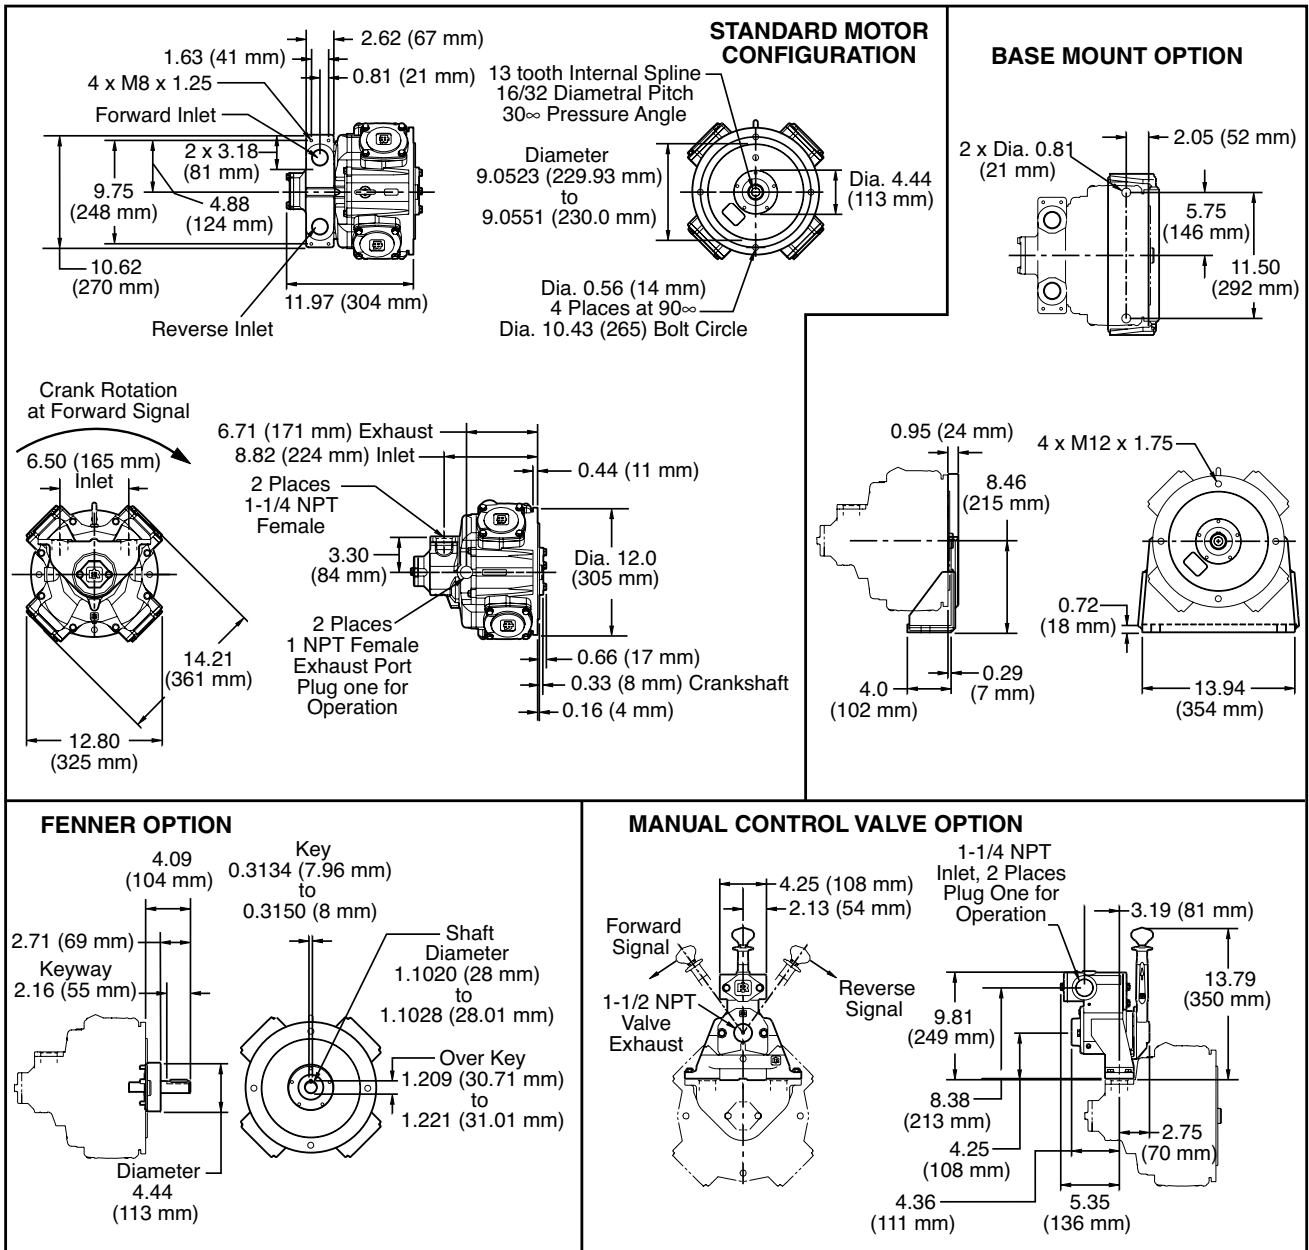 STANDARD MOTOR
CONFIGURATION
2.62 (67 mm)
1.63 (41 mm)
0.81 (21 mm)
4 x M8 x 1.25
Forward Inlet
2 x 3.18
(81 mm)
9.75
(248 mm)
4.88
(124 mm)
10.62
(270 mm)
11.97 (304 mm)
Reverse Inlet
13 tooth Internal Spline
16/32 Diametral Pitch
30∞ Pressure Angle
Diameter
9.0523 (229.93 mm)
to
9.0551 (230.0 mm)
Dia. 4.44
(113 mm)
Dia. 0.56 (14 mm)
4 Places at 90∞
Dia. 10.43 (265) Bolt Circle
Crank Rotation
at Forward Signal
6.50 (165 mm)
Inlet
14.21
(361 mm)
12.80
(325 mm)
6.71 (171 mm) Exhaust
8.82 (224 mm) Inlet
0.44 (11 mm)
2 Places
1-1/4 NPT
Female
3.30
(84 mm)
Dia. 12.0
(305 mm)
2 Places
1 NPT Female
Exhaust Port
Plug one for
Operation
0.66 (17 mm)
0.33 (8 mm) Crankshaft
0.16 (4 mm)
BASE MOUNT OPTION
2.05 (52 mm)
2 x Dia. 0.81
(21 mm)
5.75
(146 mm)
11.50
(292 mm)
0.95 (24 mm)
8.46
(215 mm)
4 x M12 x 1.75
0.72
(18 mm)
0.29
(7 mm)
4.0
(102 mm)
13.94
(354 mm)
FENNER OPTION
4.09
(104 mm)
2.71 (69 mm)
Keyway
2.16 (55 mm)
Key
0.3134 (7.96 mm)
to
0.3150 (8 mm)
Shaft
Diameter
1.1020 (28 mm)
to
1.1028 (28.01 mm)
Over Key
1.209 (30.71 mm)
to
1.221 (31.01 mm)
Diameter
4.44
(113 mm)
MANUAL CONTROL VALVE OPTION
4.25 (108 mm)
2.13 (54 mm)
Forward
Signal
1-1/2 NPT
Valve
Exhaust
Reverse
Signal
1-1/4 NPT
Inlet, 2 Places
Plug One for
Operation
3.19 (81 mm)
13.79
(350 mm)
9.81
(249 mm)
8.38
(213 mm)
4.25
(108 mm)
2.75
(70 mm)
4.36
(111 mm)
5.35
(136 mm)